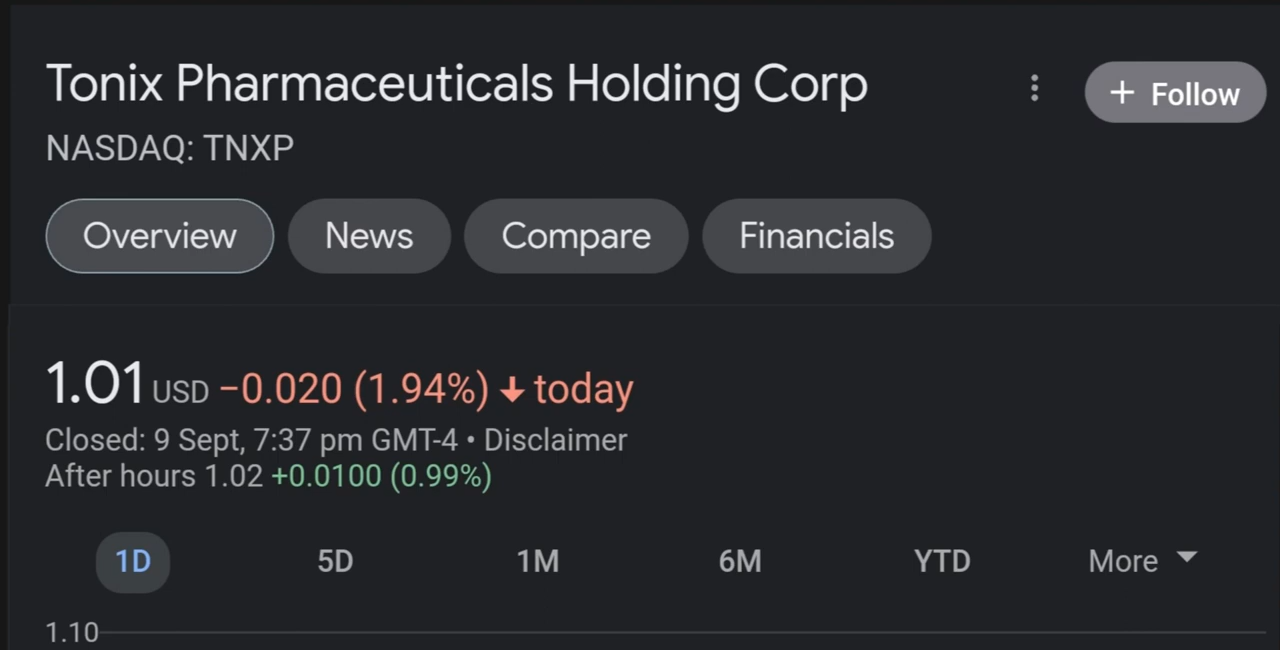 Tonix Pharmaceuticals Holding Corp
+ Follow
NASDAQ: TNXP
Overview News Compare Financials
1.01 USD −0.020 (1.94%) ↓ today
Closed: 9 Sept, 7:37 pm GMT-4 • Disclaimer
After hours 1.02 +0.0100 (0.99%)
1D 5D 1M 6M YTD More
1.10